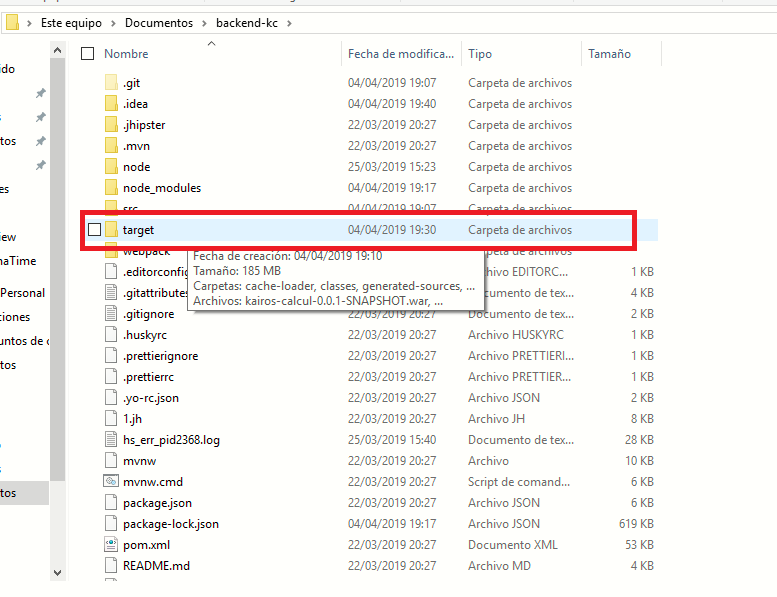 Este equipo > Documentos > backend-kc >
Nombre Fecha de modifica... Tipo Tamaño
.git 04/04/2019 19:07 Carpeta de archivos
.idea 04/04/2019 19:40 Carpeta de archivos
.jhipster 22/03/2019 20:27 Carpeta de archivos
.mvn 22/03/2019 20:27 Carpeta de archivos
node 25/03/2019 15:23 Carpeta de archivos
node_modules 04/04/2019 19:17 Carpeta de archivos
src 04/04/2019 19:07 Carpeta de archivos
target 04/04/2019 19:30 Carpeta de archivos
webpack
Fecha de creación: 04/04/2019 19:10
Tamaño: 185 MB
Carpetas: cache-loader, classes, generated-sources, ...
Archivos: kairos-calcul-0.0.1-SNAPSHOT.war, ...
.editorconfig EDITORC... 1 KB
.gitattributes de tex... 4 KB
.gitignore 22/03/2019 20:27 Documento de tex... 2 KB
.huskyrc 22/03/2019 20:27 Archivo HUSKYRC 1 KB
.prettierignore 22/03/2019 20:27 Archivo PRETTIERI... 1 KB
.prettierrc 22/03/2019 20:27 Archivo PRETTIER... 1 KB
.yo-rc.json 22/03/2019 20:27 Archivo JSON 2 KB
1.jh 22/03/2019 20:27 Archivo JH 8 KB
hs_err_pid2368.log 25/03/2019 15:40 Documento de tex... 28 KB
mvnw 22/03/2019 20:27 Archivo 10 KB
mvnw.cmd 22/03/2019 20:27 Script de comand... 6 KB
package.json 22/03/2019 20:27 Archivo JSON 6 KB
package-lock.json 04/04/2019 19:17 Archivo JSON 619 KB
pom.xml 22/03/2019 20:27 Documento XML 53 KB
README.md 22/03/2019 20:27 Archivo MD 8 KB
ido
tos
es
iew
haTime
Personal
ciones
untos de c
tos
tos